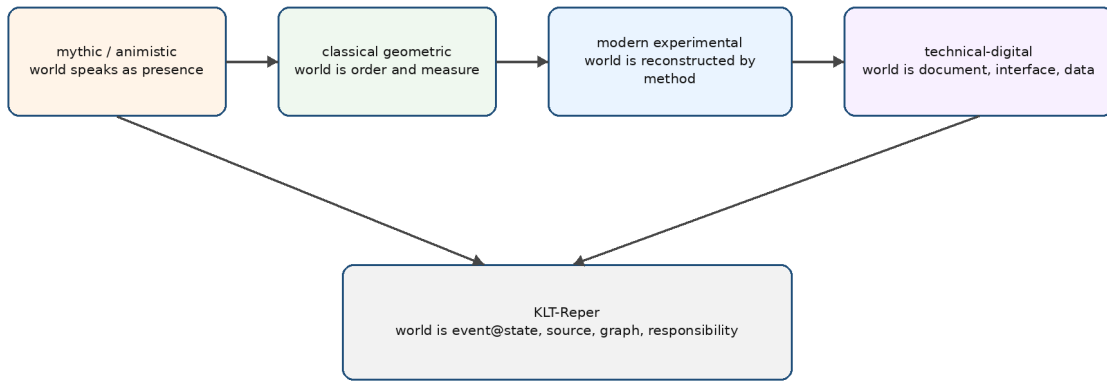 mythic / animistic
world speaks as presence
classical geometric
world is order and measure
modern experimental
world is reconstructed by
method
technical-digital
world is document, interface, data
KLT-Reper
world is event@state, source, graph, responsibility